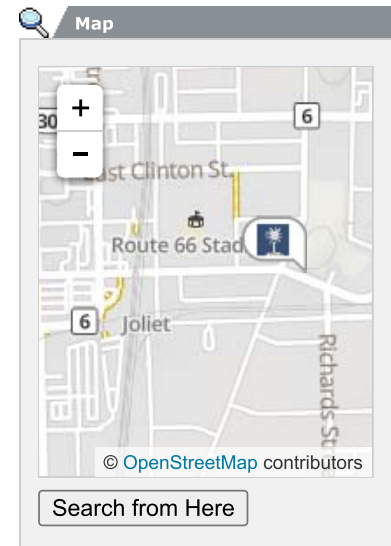 Map
+
6
30
−
East Clinton St.
Route 66 Stad
6
Joliet
Richards St
© OpenStreetMap contributors
Search from Here